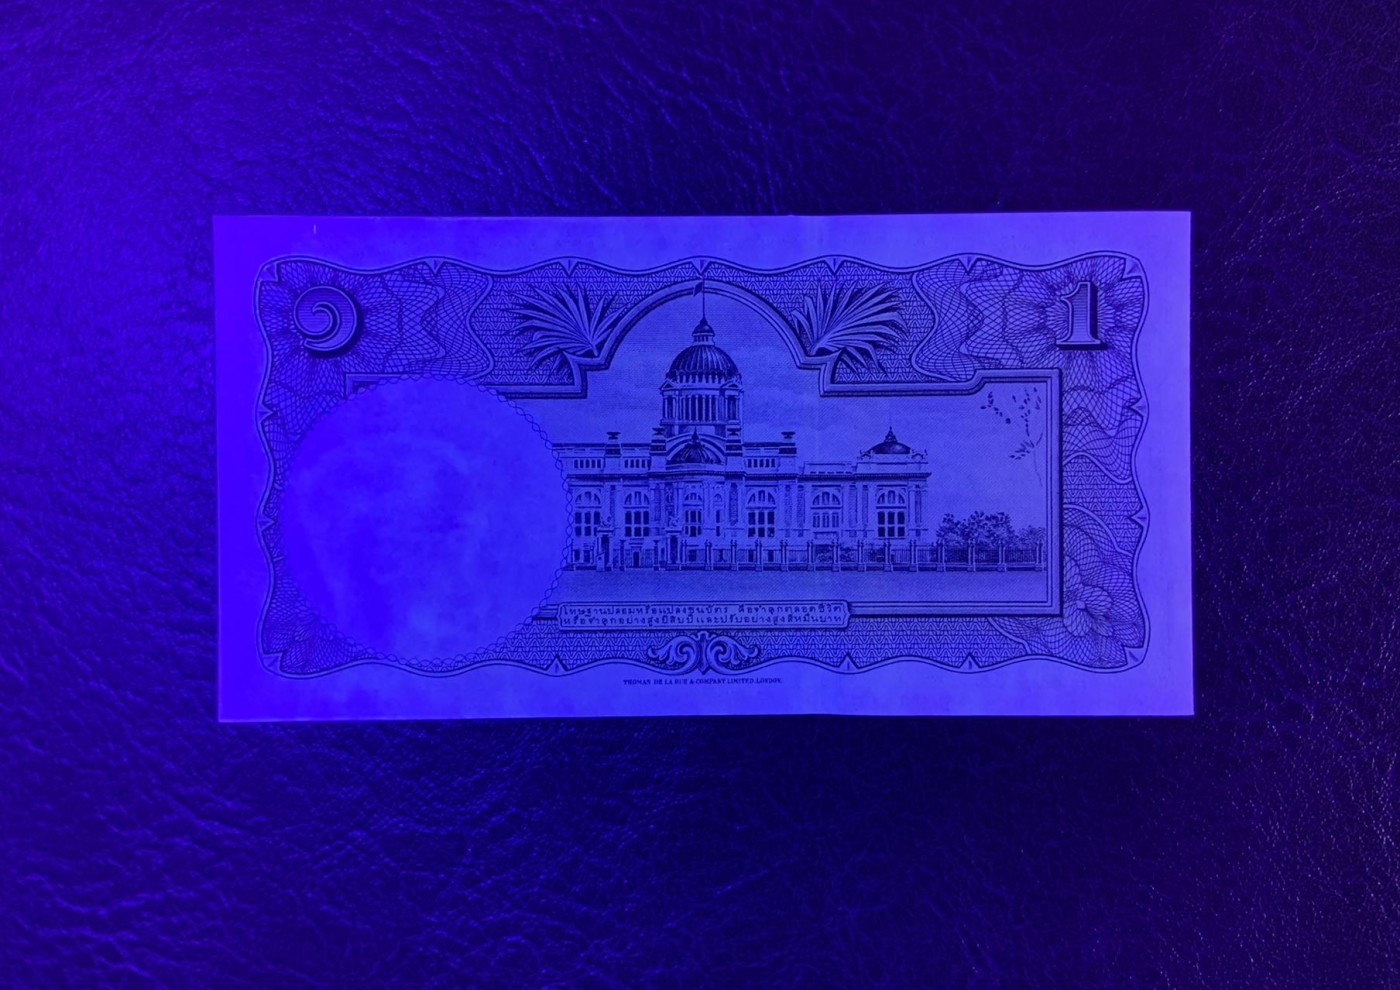 ๑
1
โทษฐานปลอมหรือแปลงธนบัตร คือจำคุกตลอดชีวิต
หรือจำคุกอย่างสูงยี่สิบปีและปรับอย่างสูงสี่หมื่นบาท
THOMAS DE LA RUE & COMPANY LIMITED. LONDON.